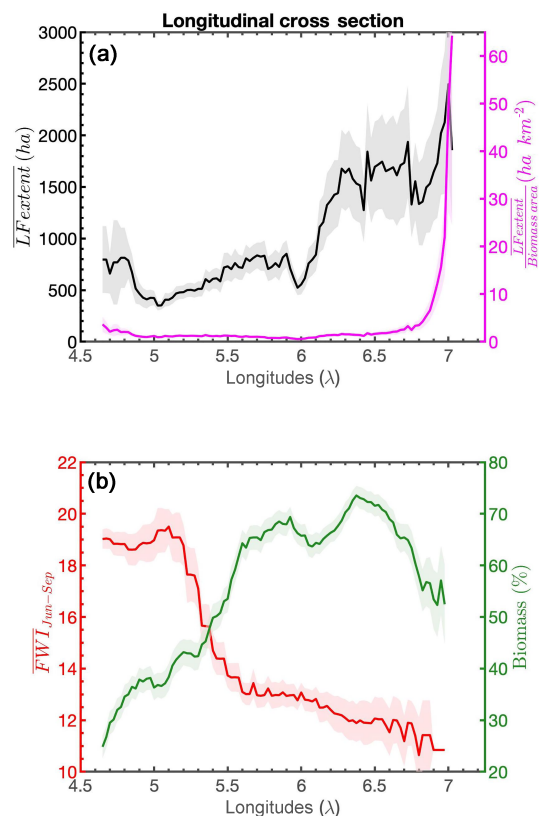 Longitudinal cross section
(a)
3000
2500
2000
1500
1000
500
0
LFextent (ha)
60
50
40
30
20
10
0
LFextent
Biomass area
(ha km-2)
4.5 5 5.5 6 6.5 7
Longitudes (λ)
(b)
22
20
18
16
14
12
10
FWI Jun−Sep
80
70
60
50
40
30
20
Biomass (%)
4.5 5 5.5 6 6.5 7
Longitudes (λ)